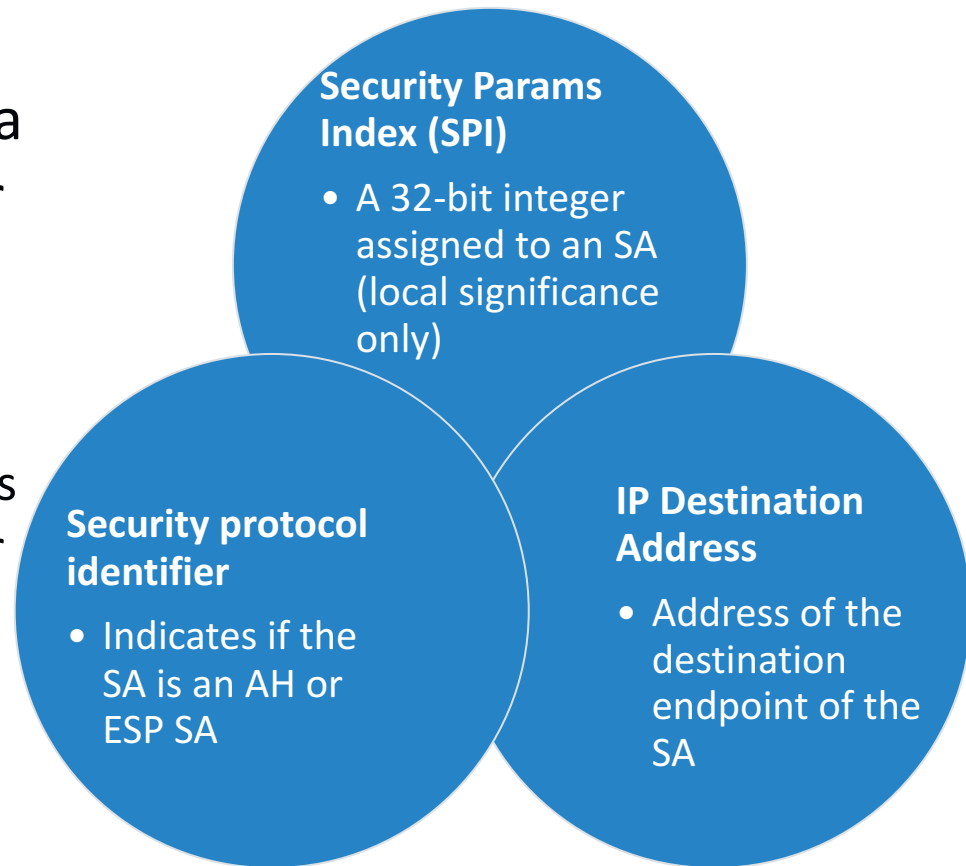 a
Security Params
Index (SPI)
• A 32-bit integer
assigned to an SA
(local significance
only)
s
Security protocol
identifier
• Indicates if the
SA is an AH or
ESP SA
IP Destination
Address
• Address of the
destination
endpoint of the
SA